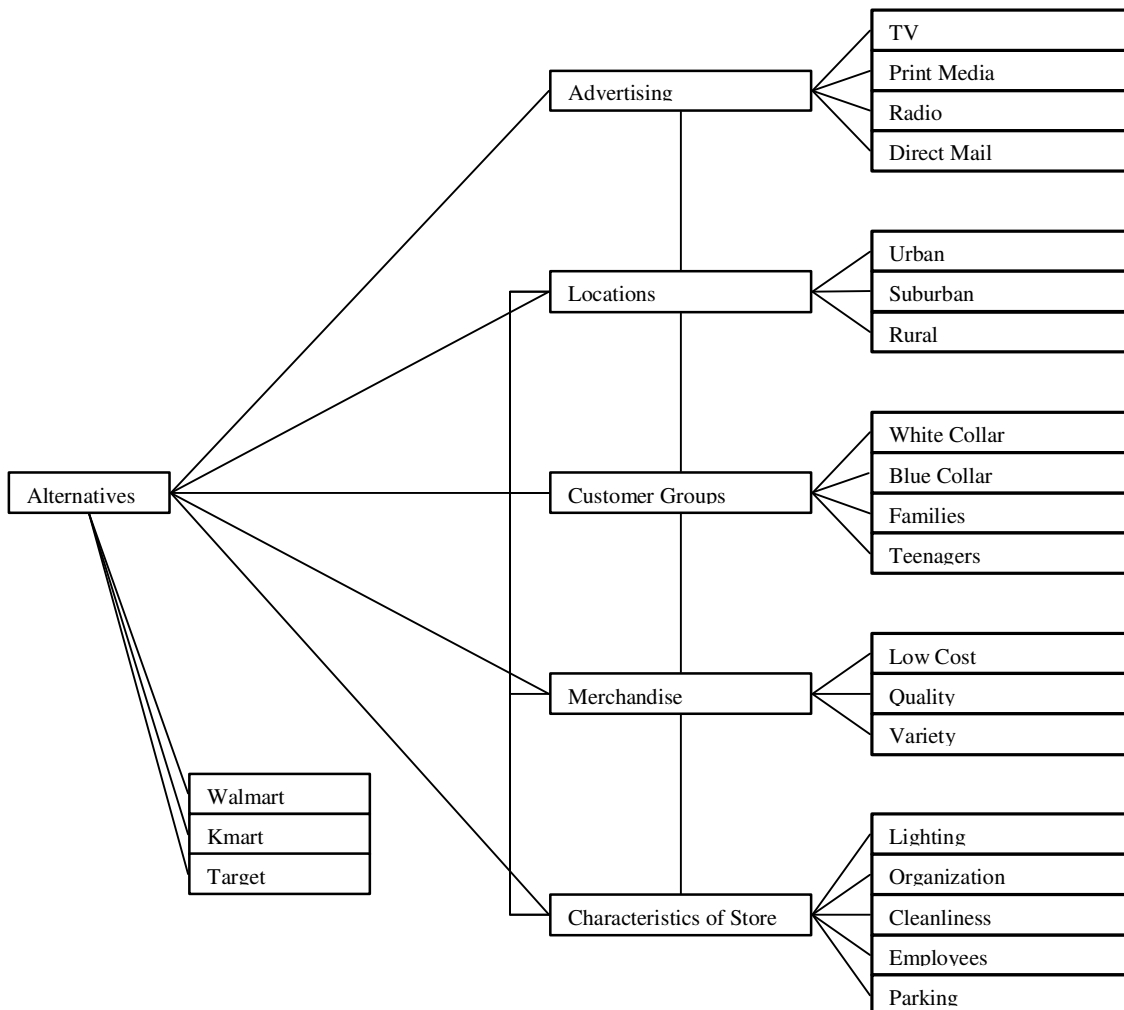 TV
Print Media
Radio
Direct Mail
Advertising
Urban
Suburban
Rural
Locations
White Collar
Blue Collar
Families
Teenagers
Alternatives
Customer Groups
Low Cost
Quality
Variety
Merchandise
Walmart
Kmart
Target
Lighting
Organization
Cleanliness
Employees
Parking
Characteristics of Store